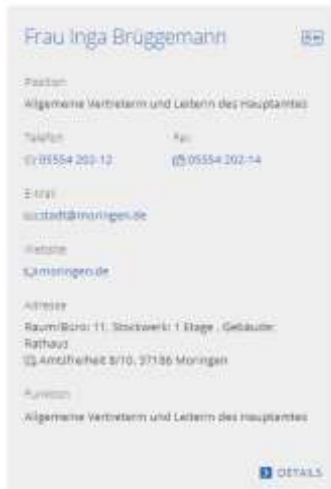 Frau Inga Brüggemann
Position
Allgemeine Vertreterin und Leiterin des Hauptamtes
Telefon Fax
05554 202-12 05554 202-14
E-Mail
stadt@moringen.de
Website
moringen.de
Adresse
Raum/Büro: 11, Stockwerk: 1 Etage , Gebäude:
Rathaus
Amtsfreiheit 8/10, 37186 Moringen
Funktion
Allgemeine Vertreterin und Leiterin des Hauptamtes
DETAILS